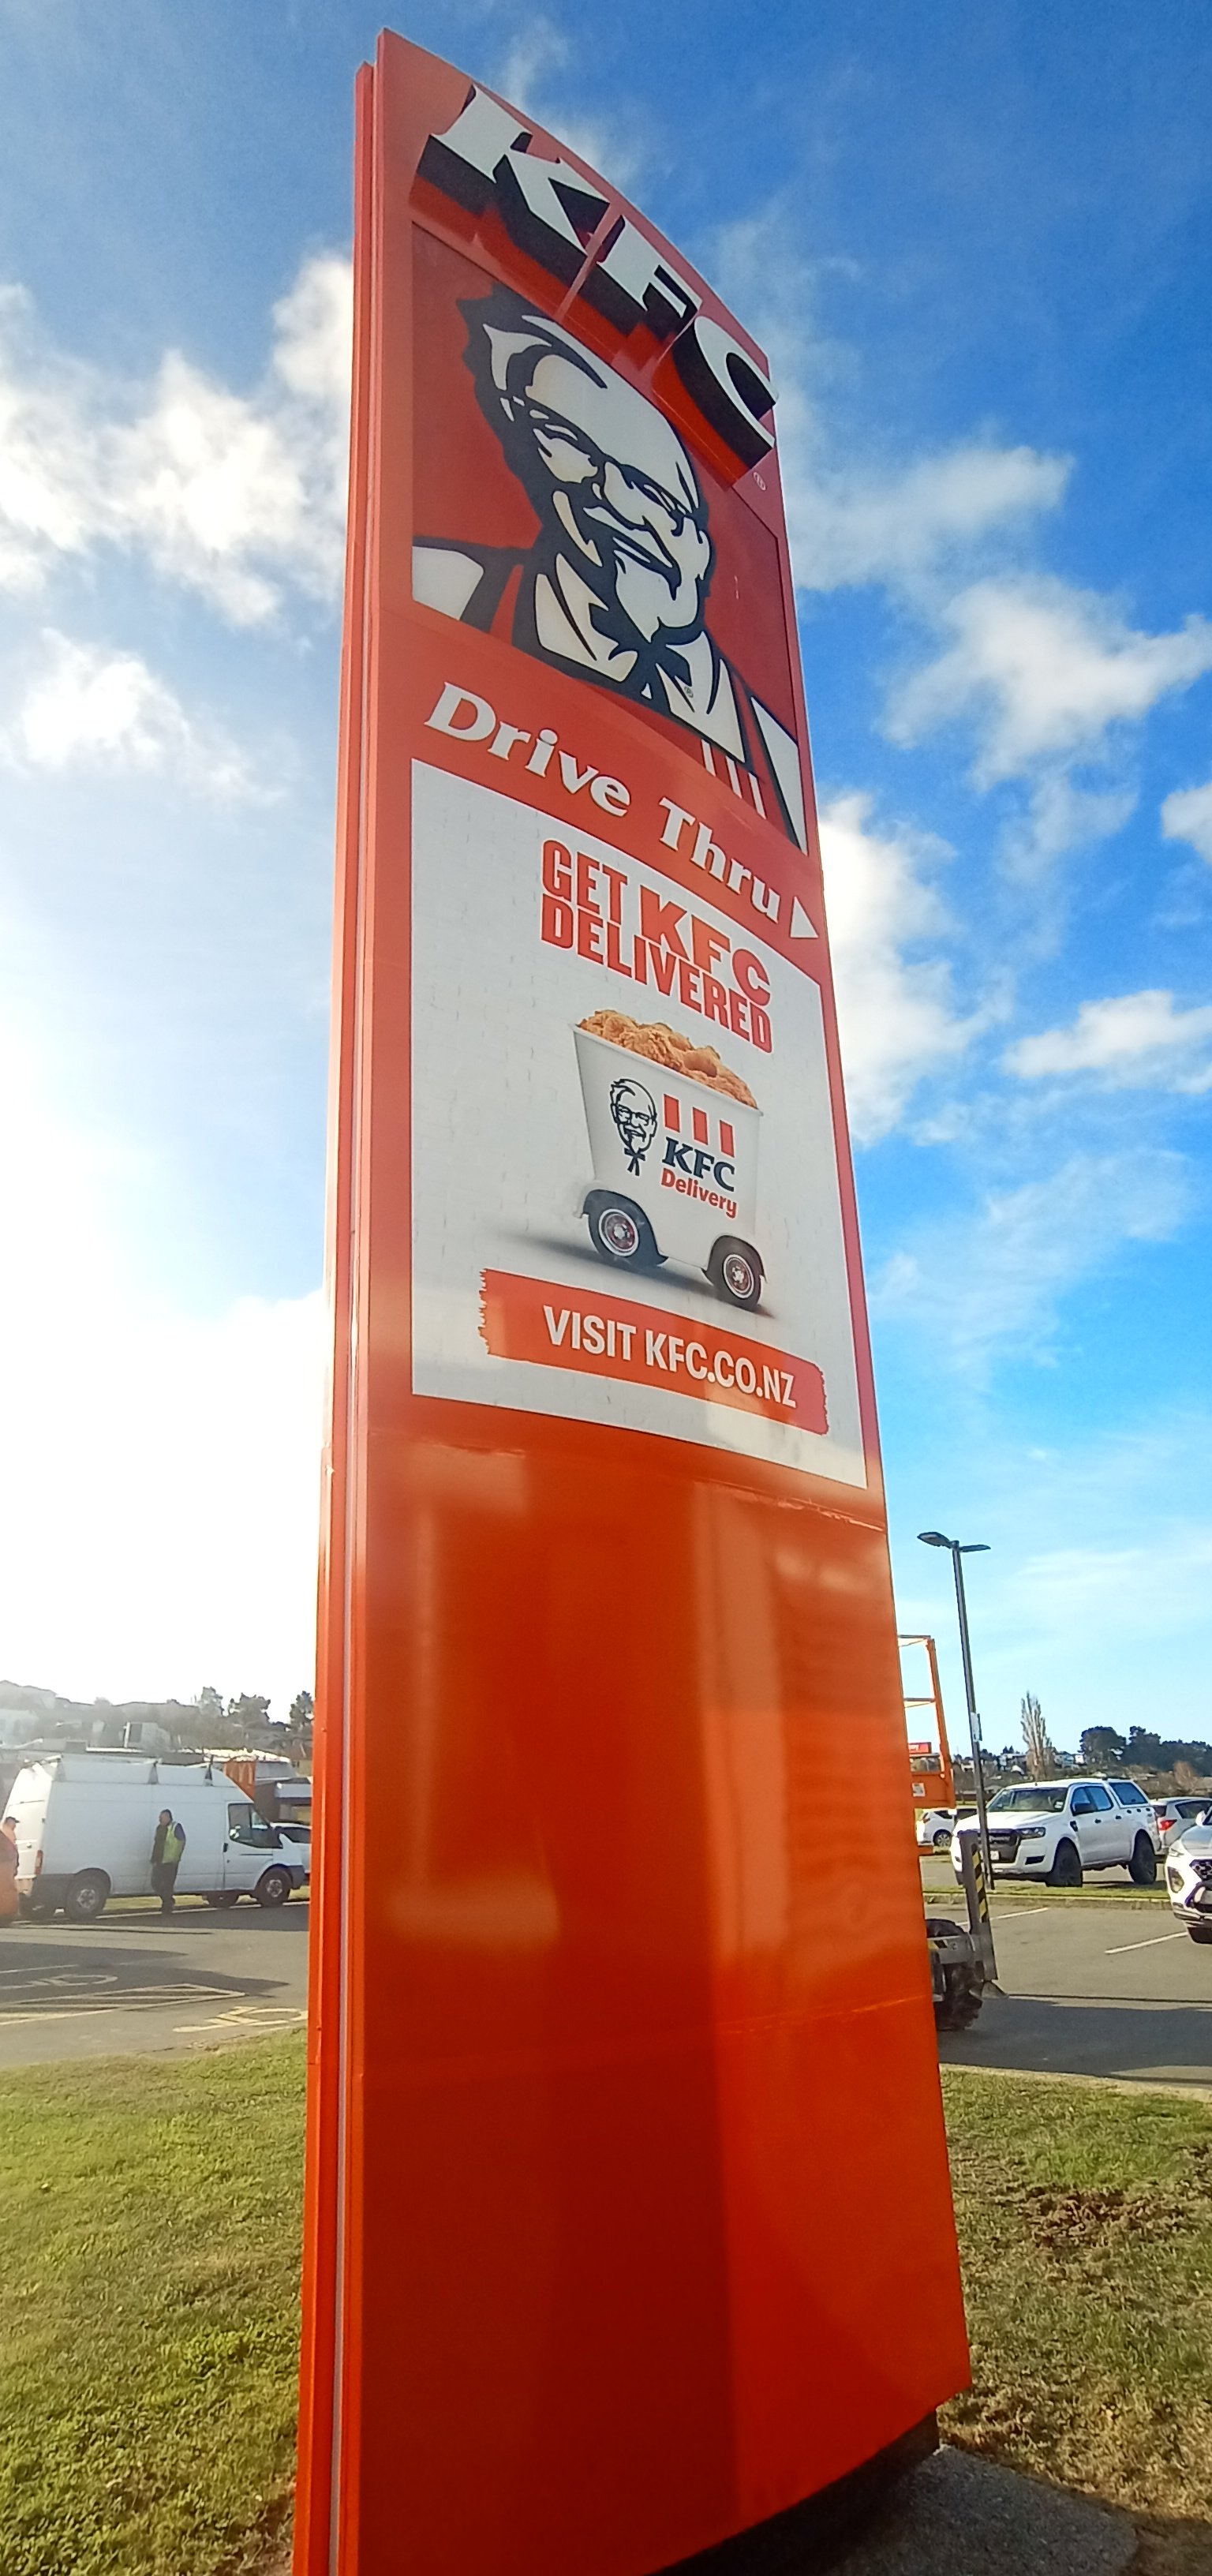 KFC
Drive Thru
GET KFC
DELIVERED
KFC
Delivery
VISIT KFC.CO.NZ